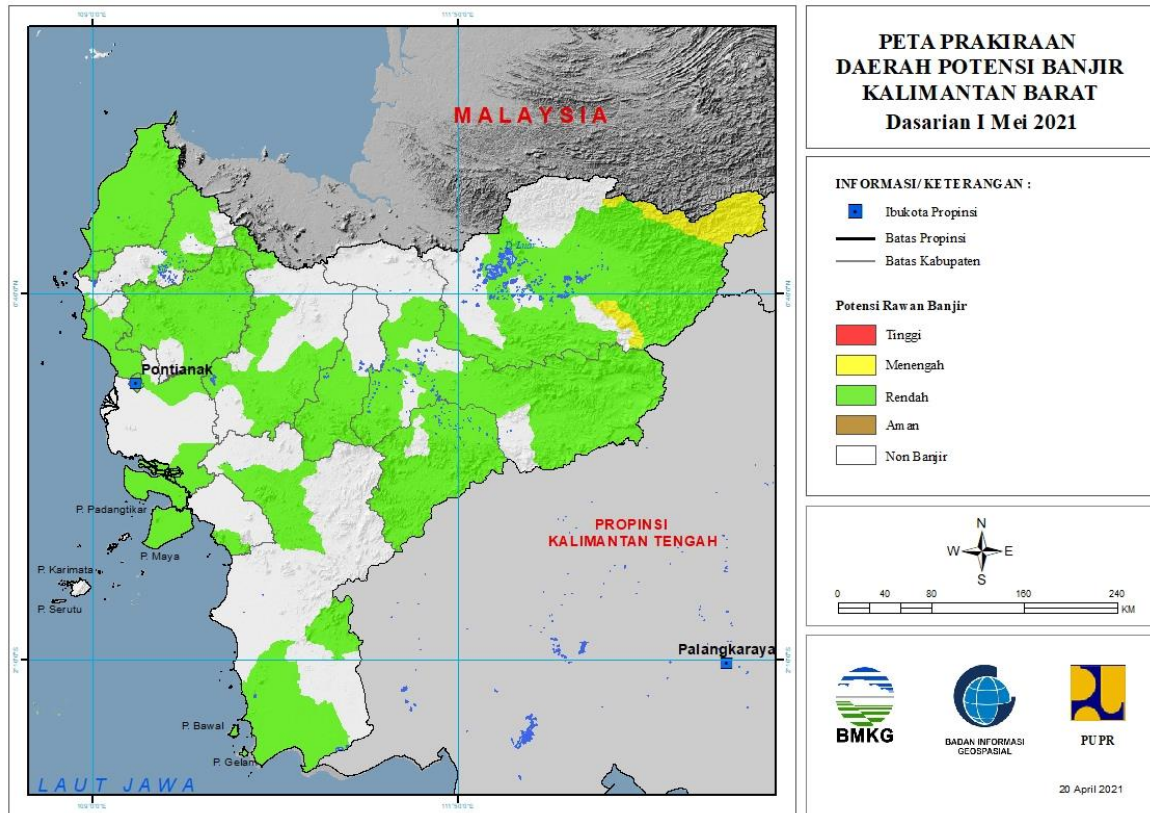 PETA PRAKIRAAN
DAERAH POTENSI BANJIR
KALIMANTAN BARAT
Dasarian I Mei 2021
INFORMASI/ KETERANGAN :
Ibukota Propinsi
Batas Propinsi
Batas Kabupaten
Potensi Rawan Banjir
Tinggi
Menengah
Rendah
Aman
Non Banjir
N
W E
S
0 40 80 160 240
KM
BMKG
BADAN INFORMASI
GEOSPASIAL
PUPR
20 April 2021
MALAYSIA
Pontianak
P. Padangtikar
P. Maya
P. Karimata
P. Serutu
PROPINSI
KALIMANTAN TENGAH
Palangkaraya
P. Bawal
P. Gelam
LAUT JAWA